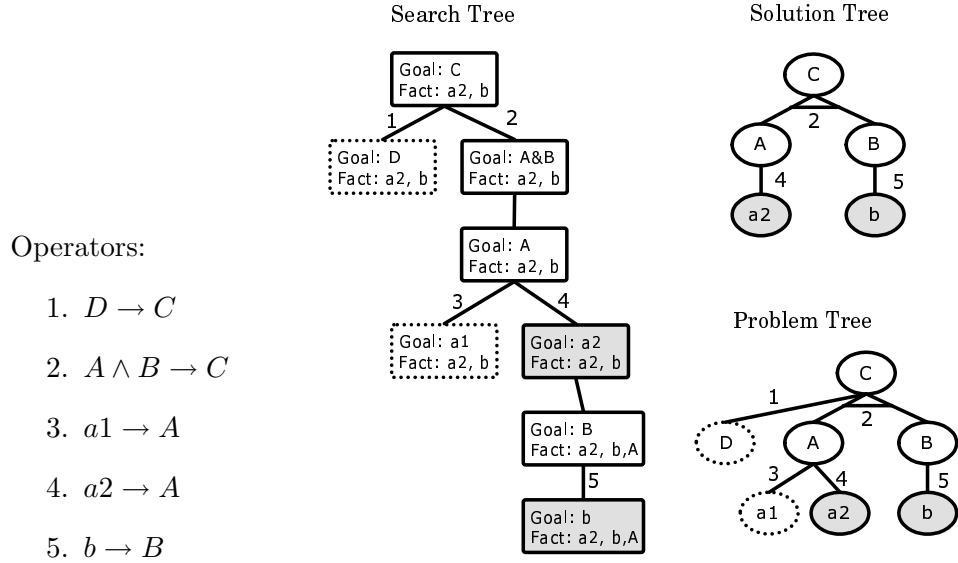 Search Tree
Goal: C
Fact: a2, b
1
2
Goal: D
Fact: a2, b
Goal: A&B
Fact: a2, b
Goal: A
Fact: a2, b
3
4
Goal: a1
Fact: a2, b
Goal: a2
Fact: a2, b
Goal: B
Fact: a2, b,A
5
Goal: b
Fact: a2, b,A
Solution Tree
C
2
A
B
4
5
a2
b
Operators:
1. D → C
2. A ∧ B → C
3. a1 → A
4. a2 → A
5. b → B
Problem Tree
C
1
2
D
A
B
3
4
5
a1
a2
b